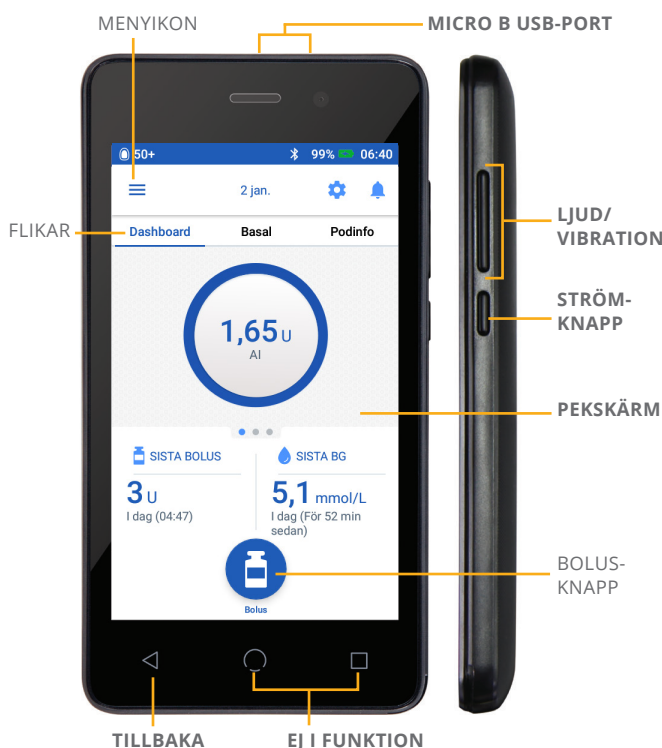 MENYIKON
MICRO B USB-PORT
50+
99%
06:40
2 jan.
FLIKAR
Dashboard
Basal
Podinfo
LJUD/
VIBRATION
1,65 U
AI
STRÖM-
KNAPP
PEKSKÄRM
SISTA BOLUS
SISTA BG
3 U
5,1 mmol/L
I dag (04:47)
I dag (För 52 min
sedan)
BOLUS-
KNAPP
Bolus
TILLBAKA
EJ I FUNKTION